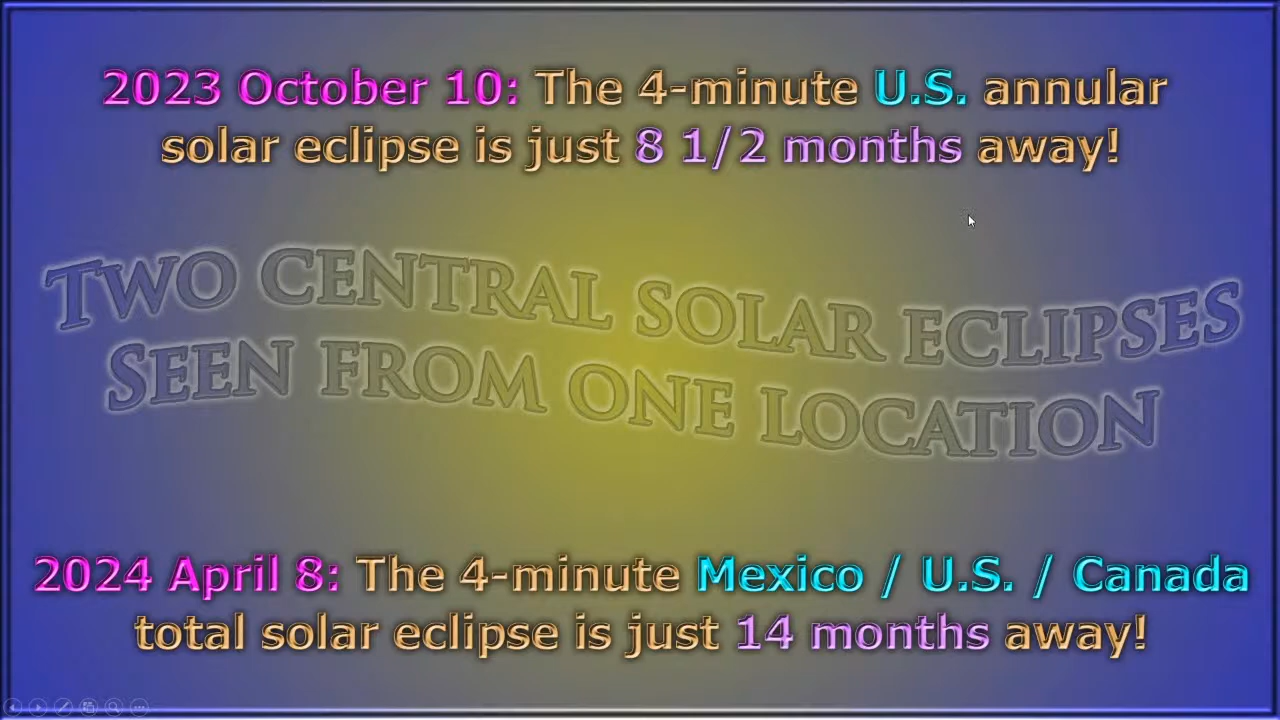 2023 October 10: The 4-minute U.S. annular
solar eclipse is just 8 1/2 months away!
TWO CENTRAL SOLAR ECLIPSES
SEEN FROM ONE LOCATION
2024 April 8: The 4-minute Mexico / U.S. / Canada
total solar eclipse is just 14 months away!